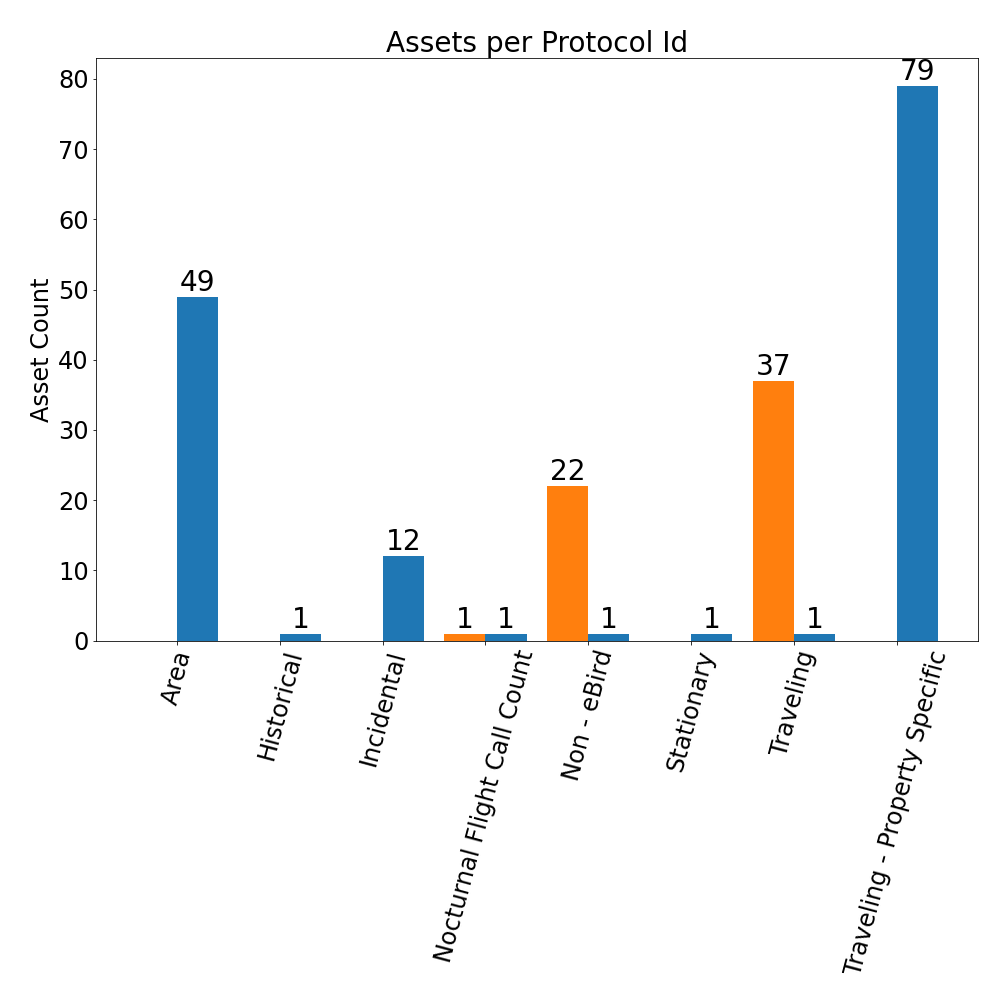 Assets per Protocol Id
Asset Count
80
70
60
50
40
30
20
10
0
49
1
12
1
1
22
1
1
37
1
79
Area
Historical
Incidental
Nocturnal Flight Call Count
Non - eBird
Stationary
Traveling
Traveling - Property Specific